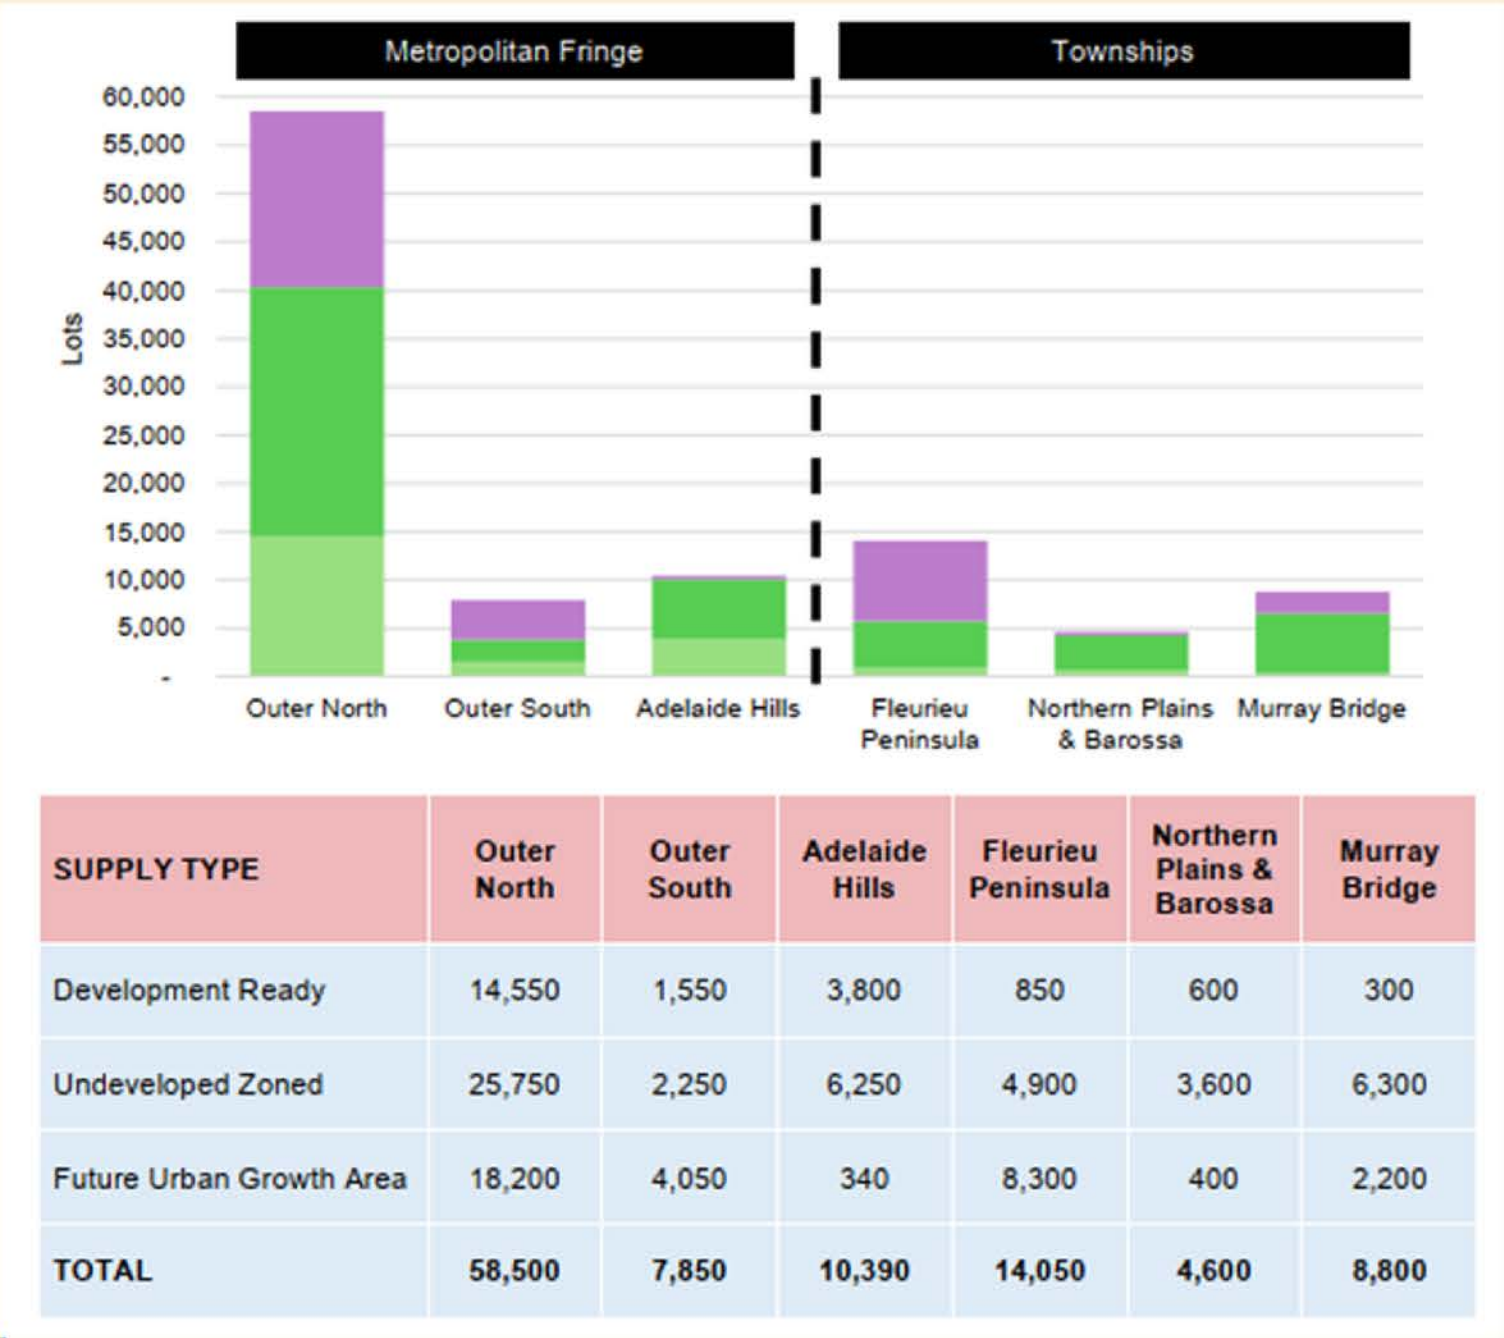 Metropolitan Fringe
Townships
60,000
55,000
50,000
45,000
40,000
35,000
30,000
25,000
20,000
15,000
10,000
5,000
-
Lots
Outer North
Outer South
Adelaide Hills
Fleurieu
Peninsula
Northern Plains
& Barossa
Murray Bridge
SUPPLY TYPE
Outer
North
Outer
South
Adelaide
Hills
Fleurieu
Peninsula
Northern
Plains &
Barossa
Murray
Bridge
Development Ready 14,550 1,550 3,800 850 600 300
Undeveloped Zoned 25,750 2,250 6,250 4,900 3,600 6,300
Future Urban Growth Area 18,200 4,050 340 8,300 400 2,200
TOTAL 58,500 7,850 10,390 14,050 4,600 8,800